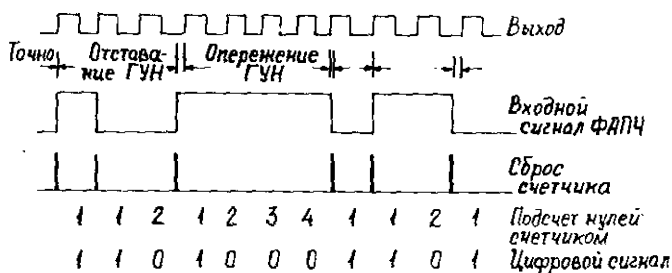 Выход
Точно Отстава- Опережение
ние ГУН ГУН
Входной
сигнал ФАПЧ
Сброс
счетчика
1 1 2 1 2 3 4 1 1 2 1 Подсчет нулей
счетчиком
1 1 0 1 0 0 0 1 1 0 1 Цифровой сигнал